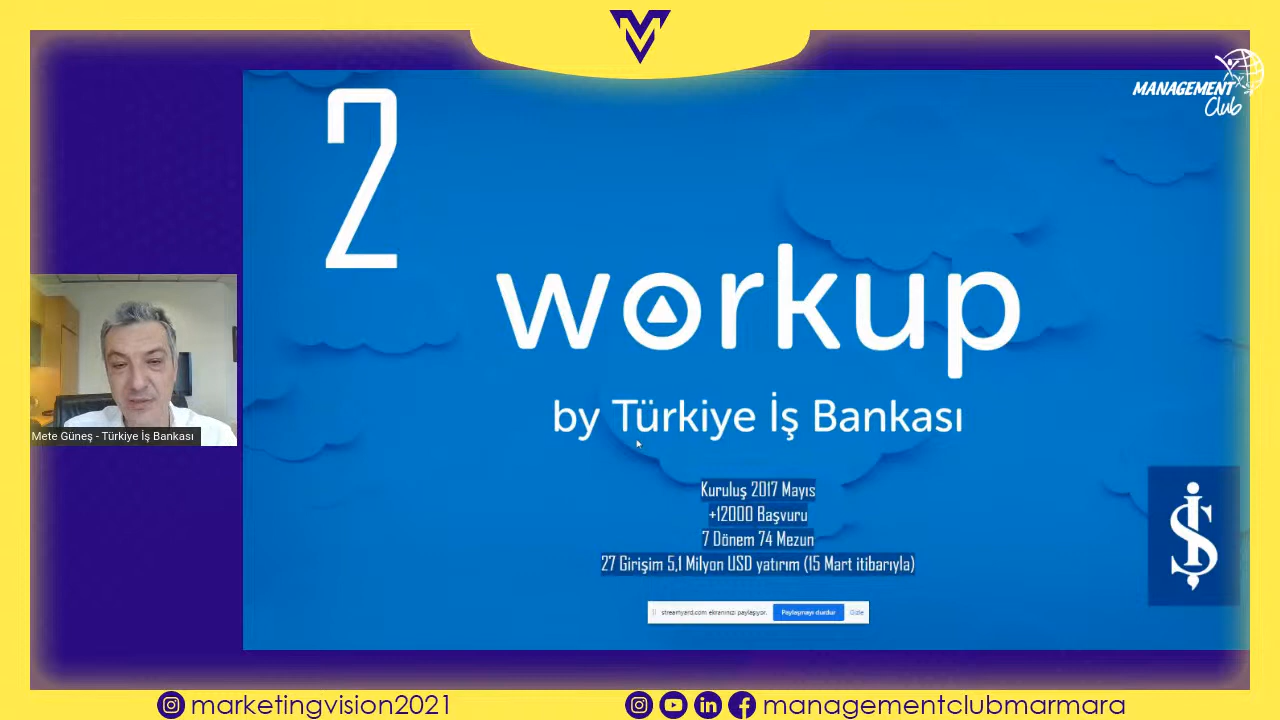 MANAGEMENT
Club
2
workup
by Türkiye İş Bankası
Mete Güneş - Türkiye İş Bankası
Kuruluş 2017 Mayıs
+12000 Başvuru
7 Dönem 74 Mezun
27 Girişim 5,1 Milyon USD yatırım (15 Mart itibarıyla)
İŞ
streamyard.com ekranınızı paylaşıyor. Paylaşmayı durdur Gizle
marketingvision2021 managementclubmarmara